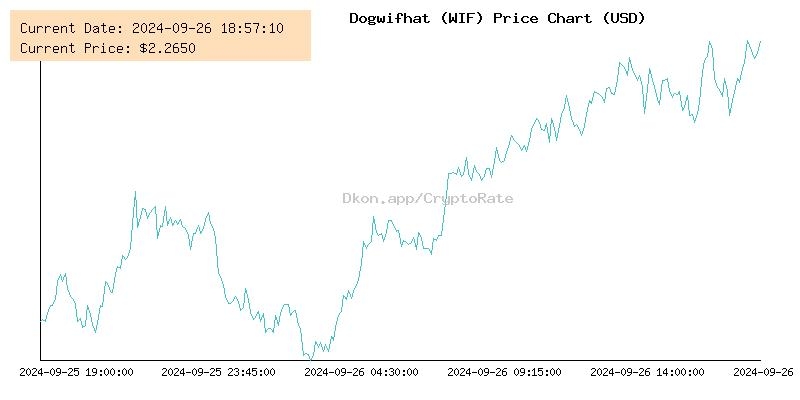 Dogwifhat (WIF) Price Chart (USD)
Current Date: 2024-09-26 18:57:10
Current Price: $2.2650
Dkon.app/CryptoRate
2024-09-25 19:00:00 2024-09-25 23:45:00 2024-09-26 04:30:00 2024-09-26 09:15:00 2024-09-26 14:00:00 2024-09-26